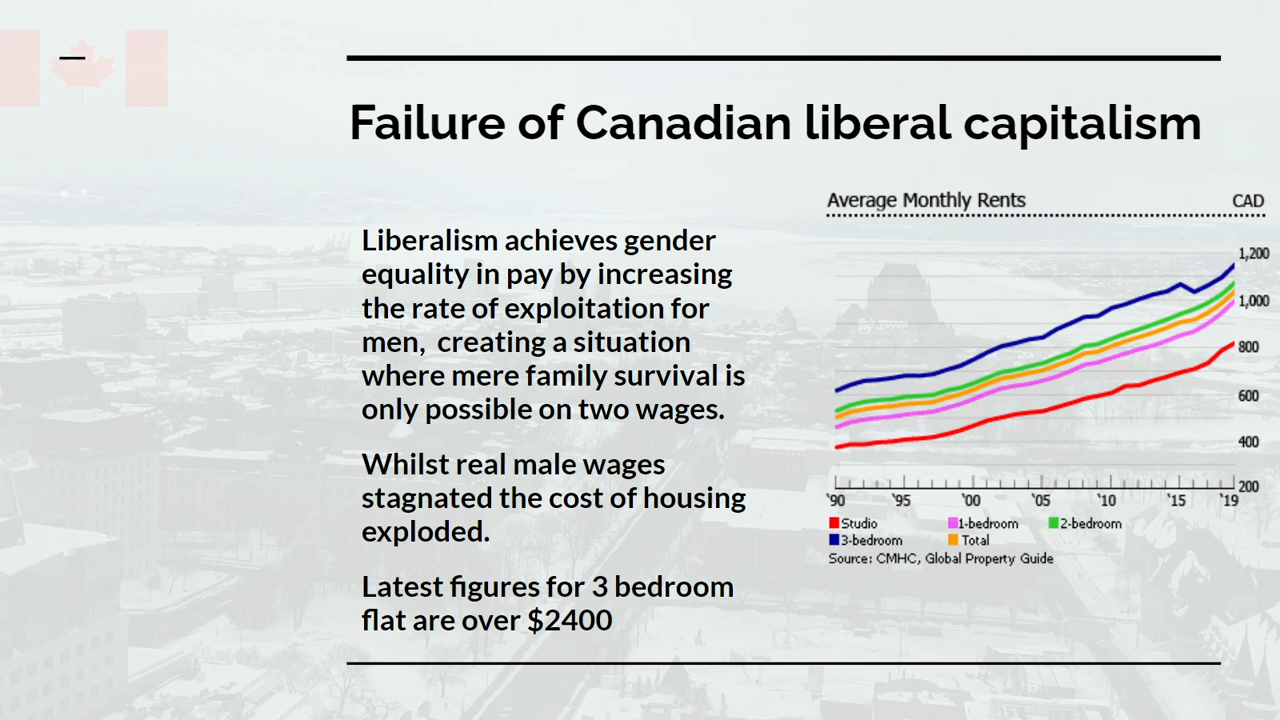 Failure of Canadian liberal capitalism
Liberalism achieves gender
equality in pay by increasing
the rate of exploitation for
men, creating a situation
where mere family survival is
only possible on two wages.
Whilst real male wages
stagnated the cost of housing
exploded.
Latest figures for 3 bedroom
flat are over $2400
Average Monthly Rents CAD
1,200
1,000
800
600
400
200
'90 '95 '00 '05 '10 '15 '19
Studio 1-bedroom 2-bedroom
3-bedroom Total
Source: CMHC, Global Property Guide